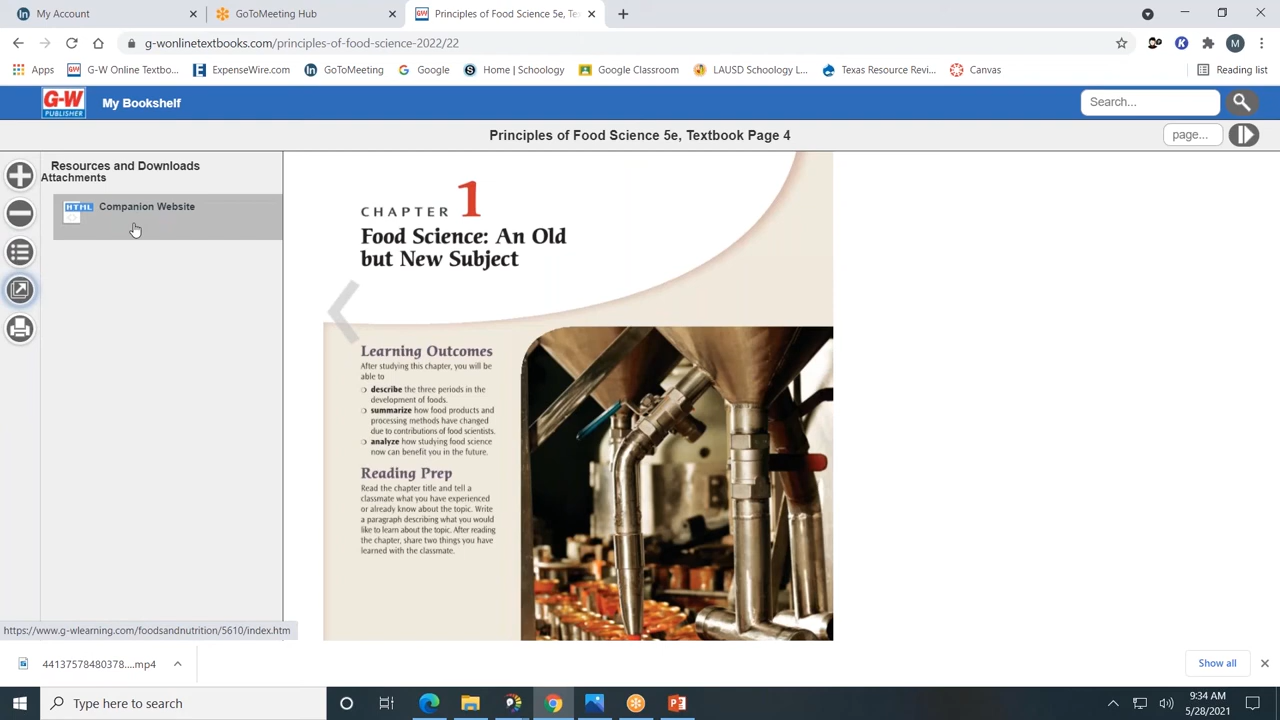 My Account
GoToMeeting Hub
Principles of Food Science 5e, Te
g-wonlinetextbooks.com/principles-of-food-science-2022/22
M
Apps
G-W Online Textbo...
ExpenseWire.com
GoToMeeting
Google
Home | Schoology
Google Classroom
LAUSD Schoology L...
Texas Resource Revi...
Canvas
Reading list
G-W
PUBLISHER
My Bookshelf
Search...
Principles of Food Science 5e, Textbook Page 4
page...
Resources and Downloads
Attachments
HTML
Companion Website
CHAPTER 1
Food Science: An Old
but New Subject
Learning Outcomes
After studying this chapter, you will be
able to
describe the three periods in the
development of foods.
summarize how food products and
processing methods have changed
due to contributions of food scientists.
analyze how studying food science
now can benefit you in the future.
Reading Prep
Read the chapter title and tell a
classmate what you have experienced
or already know about the topic. Write
a paragraph describing what you would
like to learn about the topic. After reading
the chapter, share two things you have
learned with the classmate.
https://www.g-wlearning.com/foodsandnutrition/5610/index.htm
44137578480378....mp4
Show all
Type here to search
9:34 AM
5/28/2021